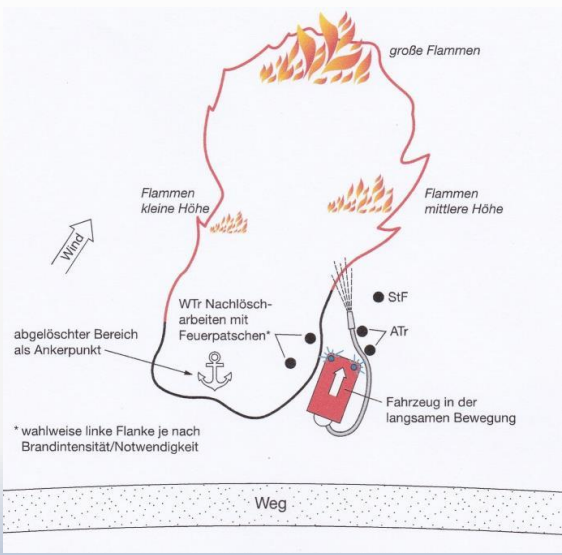 große Flammen
Flammen
kleine Höhe
Flammen
mittlere Höhe
Wind
WTr Nachlösch-
arbeiten mit
Feuerpatschen*
StF
ATr
abgelöschter Bereich
als Ankerpunkt
Fahrzeug in der
langsamen Bewegung
* wahlweise linke Flanke je nach
Brandintensität/Notwendigkeit
Weg